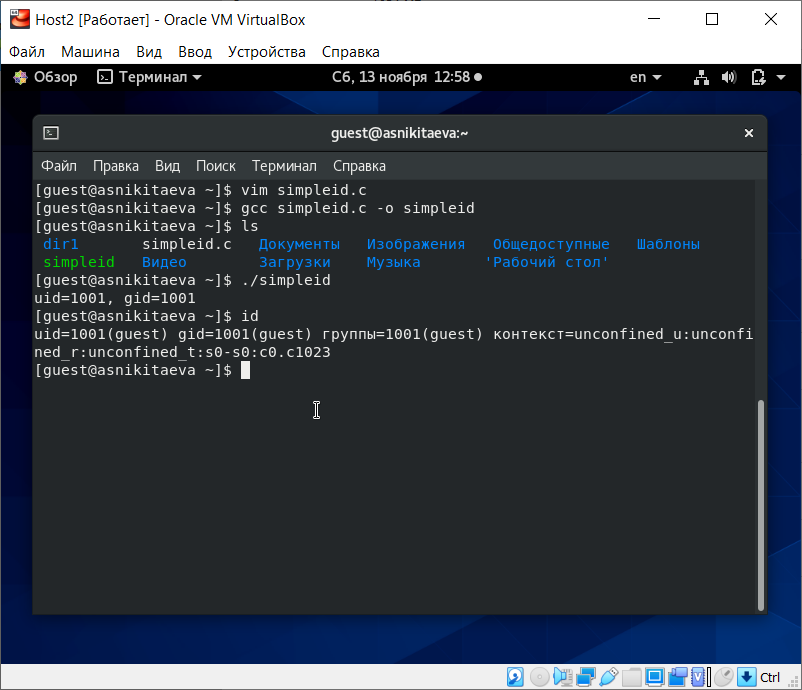 Host2 [Работает] - Oracle VM VirtualBox
Файл Машина Вид Ввод Устройства Справка
Обзор Терминал Сб, 13 ноября 12:58 en
guest@asnikitaeva:~
Файл Правка Вид Поиск Терминал Справка
[guest@asnikitaeva ~]$ vim simpleid.c
[guest@asnikitaeva ~]$ gcc simpleid.c -o simpleid
[guest@asnikitaeva ~]$ ls
dir1 simpleid.c Документы Изображения Общедоступные Шаблоны
simpleid Видео Загрузки Музыка 'Рабочий стол'
[guest@asnikitaeva ~]$ ./simpleid
uid=1001, gid=1001
[guest@asnikitaeva ~]$ id
uid=1001(guest) gid=1001(guest) группы=1001(guest) контекст=unconfined_u:unconfi
ned_r:unconfined_t:s0-s0:c0.c1023
[guest@asnikitaeva ~]$
Ctrl